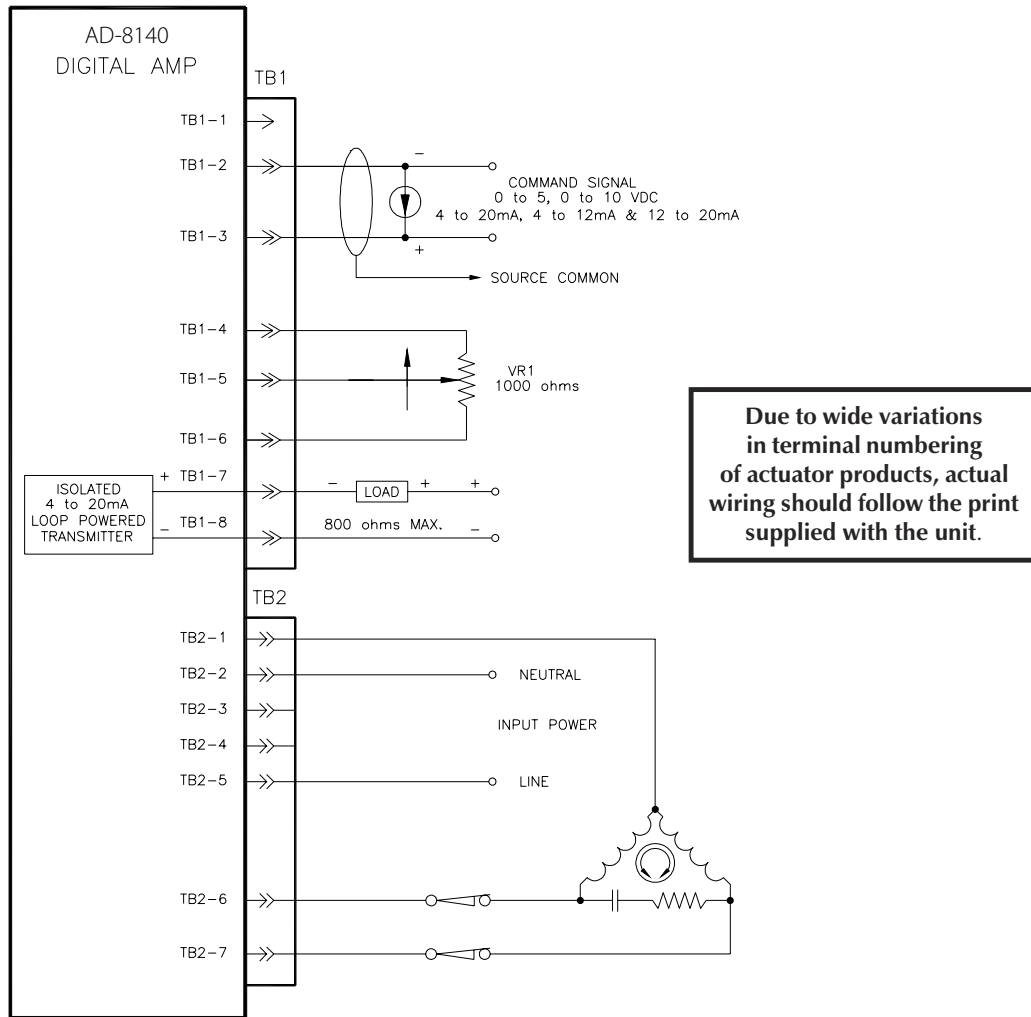 AD-8140
DIGITAL AMP
TB1
TB1-1
TB1-2
TB1-3
TB1-4
TB1-5
TB1-6
TB1-7
TB1-8
-
COMMAND SIGNAL
0 to 5, 0 to 10 VDC
4 to 20mA, 4 to 12mA & 12 to 20mA
+
SOURCE COMMON
VR1
1000 ohms
ISOLATED
4 to 20mA
LOOP POWERED
TRANSMITTER
+
-
- LOAD + +
800 ohms MAX. -
Due to wide variations
in terminal numbering
of actuator products, actual
wiring should follow the print
supplied with the unit.
TB2
TB2-1
TB2-2
TB2-3
TB2-4
TB2-5
TB2-6
TB2-7
NEUTRAL
INPUT POWER
LINE